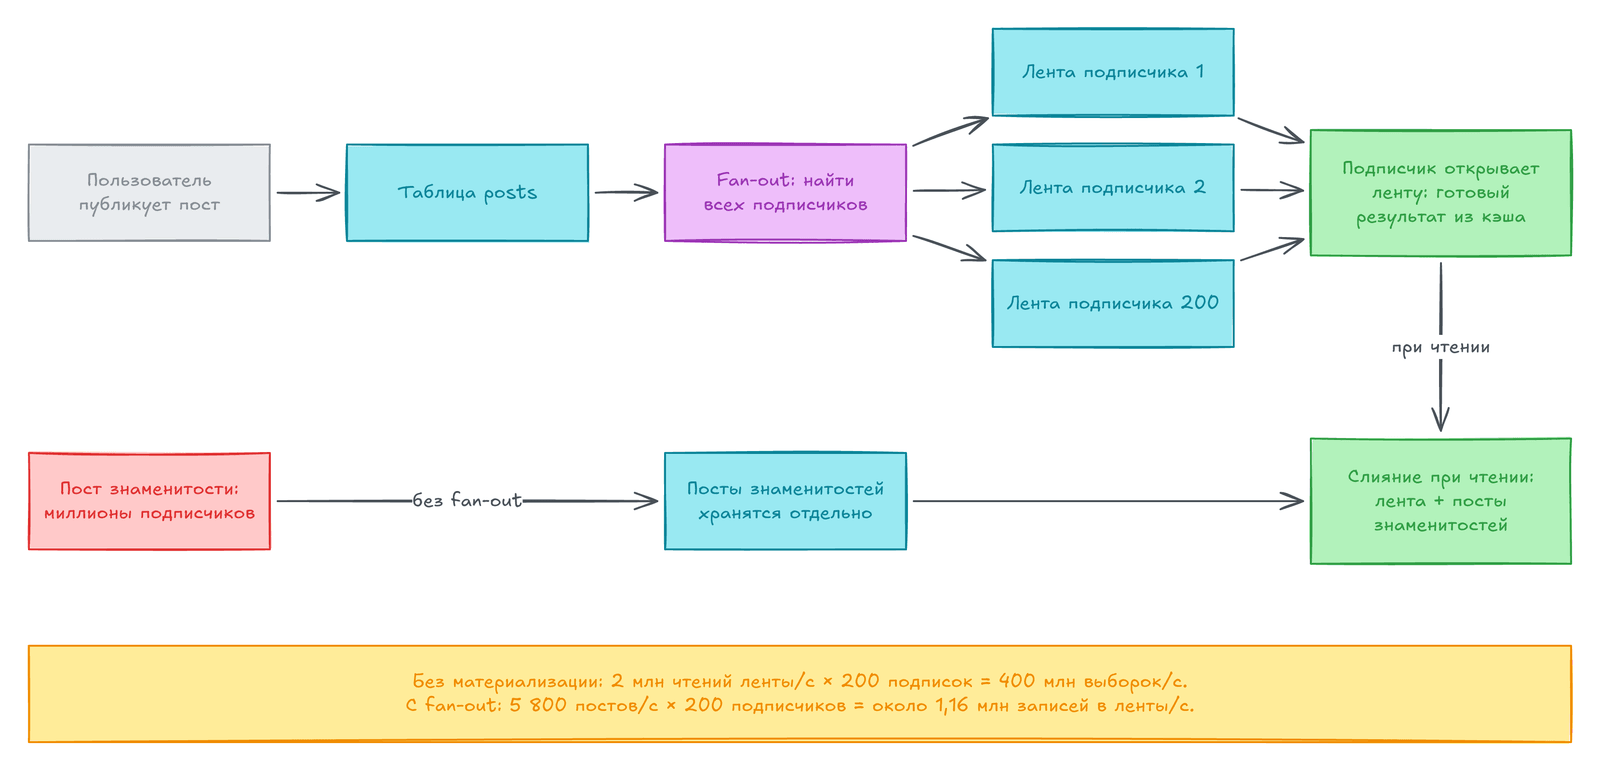 Лента подписчика 1
Пользователь
публикует пост
Таблица posts
Fan-out: найти
всех подписчиков
Лента подписчика 2
Подписчик открывает
ленту: готовый
результат из кэша
Лента подписчика 200
при чтении
Пост знаменитости:
миллионы подписчиков
без fan-out
Посты знаменитостей
хранятся отдельно
Слияние при чтении:
лента + посты
знаменитостей
Без материализации: 2 млн чтений ленты/с × 200 подписок = 400 млн выборок/с.
С fan-out: 5 800 постов/с × 200 подписчиков = около 1,16 млн записей в ленты/с.